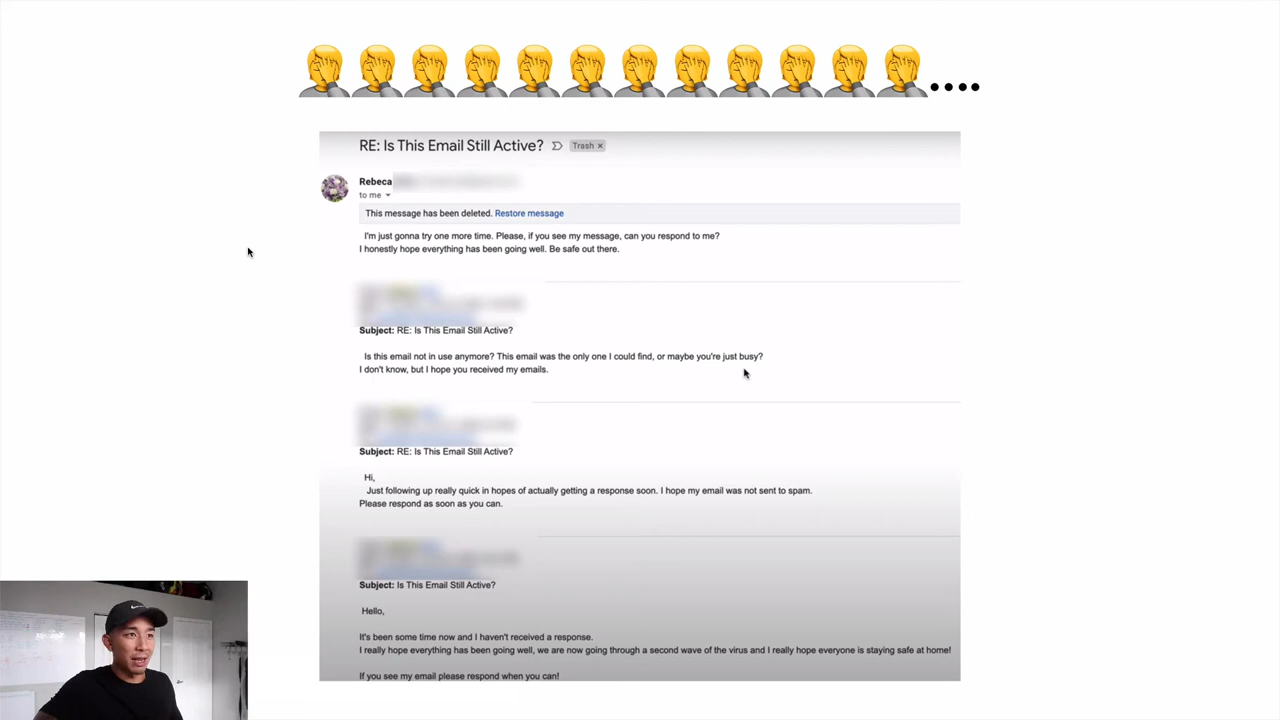 RE: Is This Email Still Active?
Trash ×
Rebeca
to me
This message has been deleted. Restore message
I'm just gonna try one more time. Please, if you see my message, can you respond to me?
I honestly hope everything has been going well. Be safe out there.
Subject: RE: Is This Email Still Active?
Is this email not in use anymore? This email was the only one I could find, or maybe you're just busy?
I don't know, but I hope you received my emails.
Subject: RE: Is This Email Still Active?
Hi,
Just following up really quick in hopes of actually getting a response soon. I hope my email was not sent to spam.
Please respond as soon as you can.
Subject: Is This Email Still Active?
Hello,
It's been some time now and I haven't received a response.
I really hope everything has been going well, we are now going through a second wave of the virus and I really hope everyone is staying safe at home!
If you see my email please respond when you can!